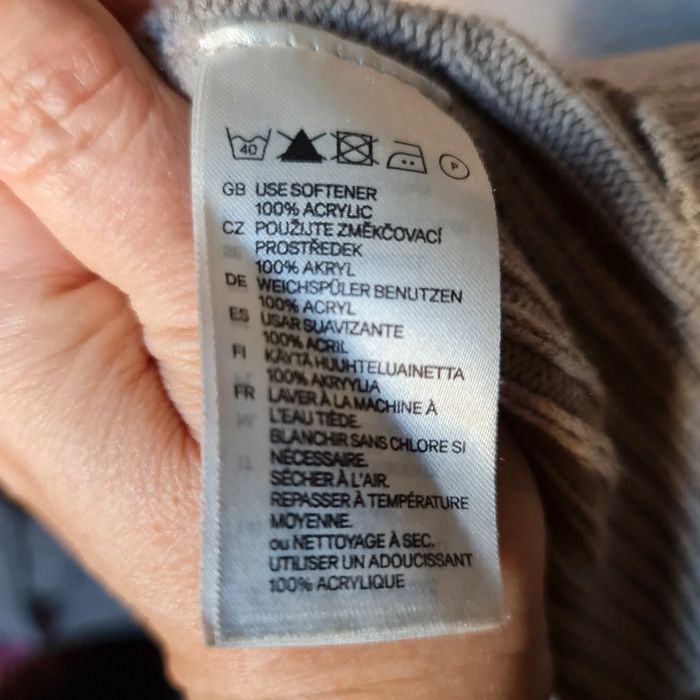 40
P
GB USE SOFTENER
100% ACRYLIC
CZ POUŽIJTE ZMĚKČOVACÍ
PROSTŘEDEK
100% AKRYL
DE WEICHSPÜLER BENUTZEN
100% ACRYL
ES USAR SUAVIZANTE
100% ACRIL
FI KÄYTÄ HUUHTELUAINETTA
100% AKRYYLIA
FR LAVER À LA MACHINE À
L'EAU TIÈDE.
BLANCHIR SANS CHLORE SI
NÉCESSAIRE.
SÉCHER À L'AIR.
REPASSER À TEMPÉRATURE
MOYENNE.
ou NETTOYAGE À SEC.
UTILISER UN ADOUCISSANT
100% ACRYLIQUE